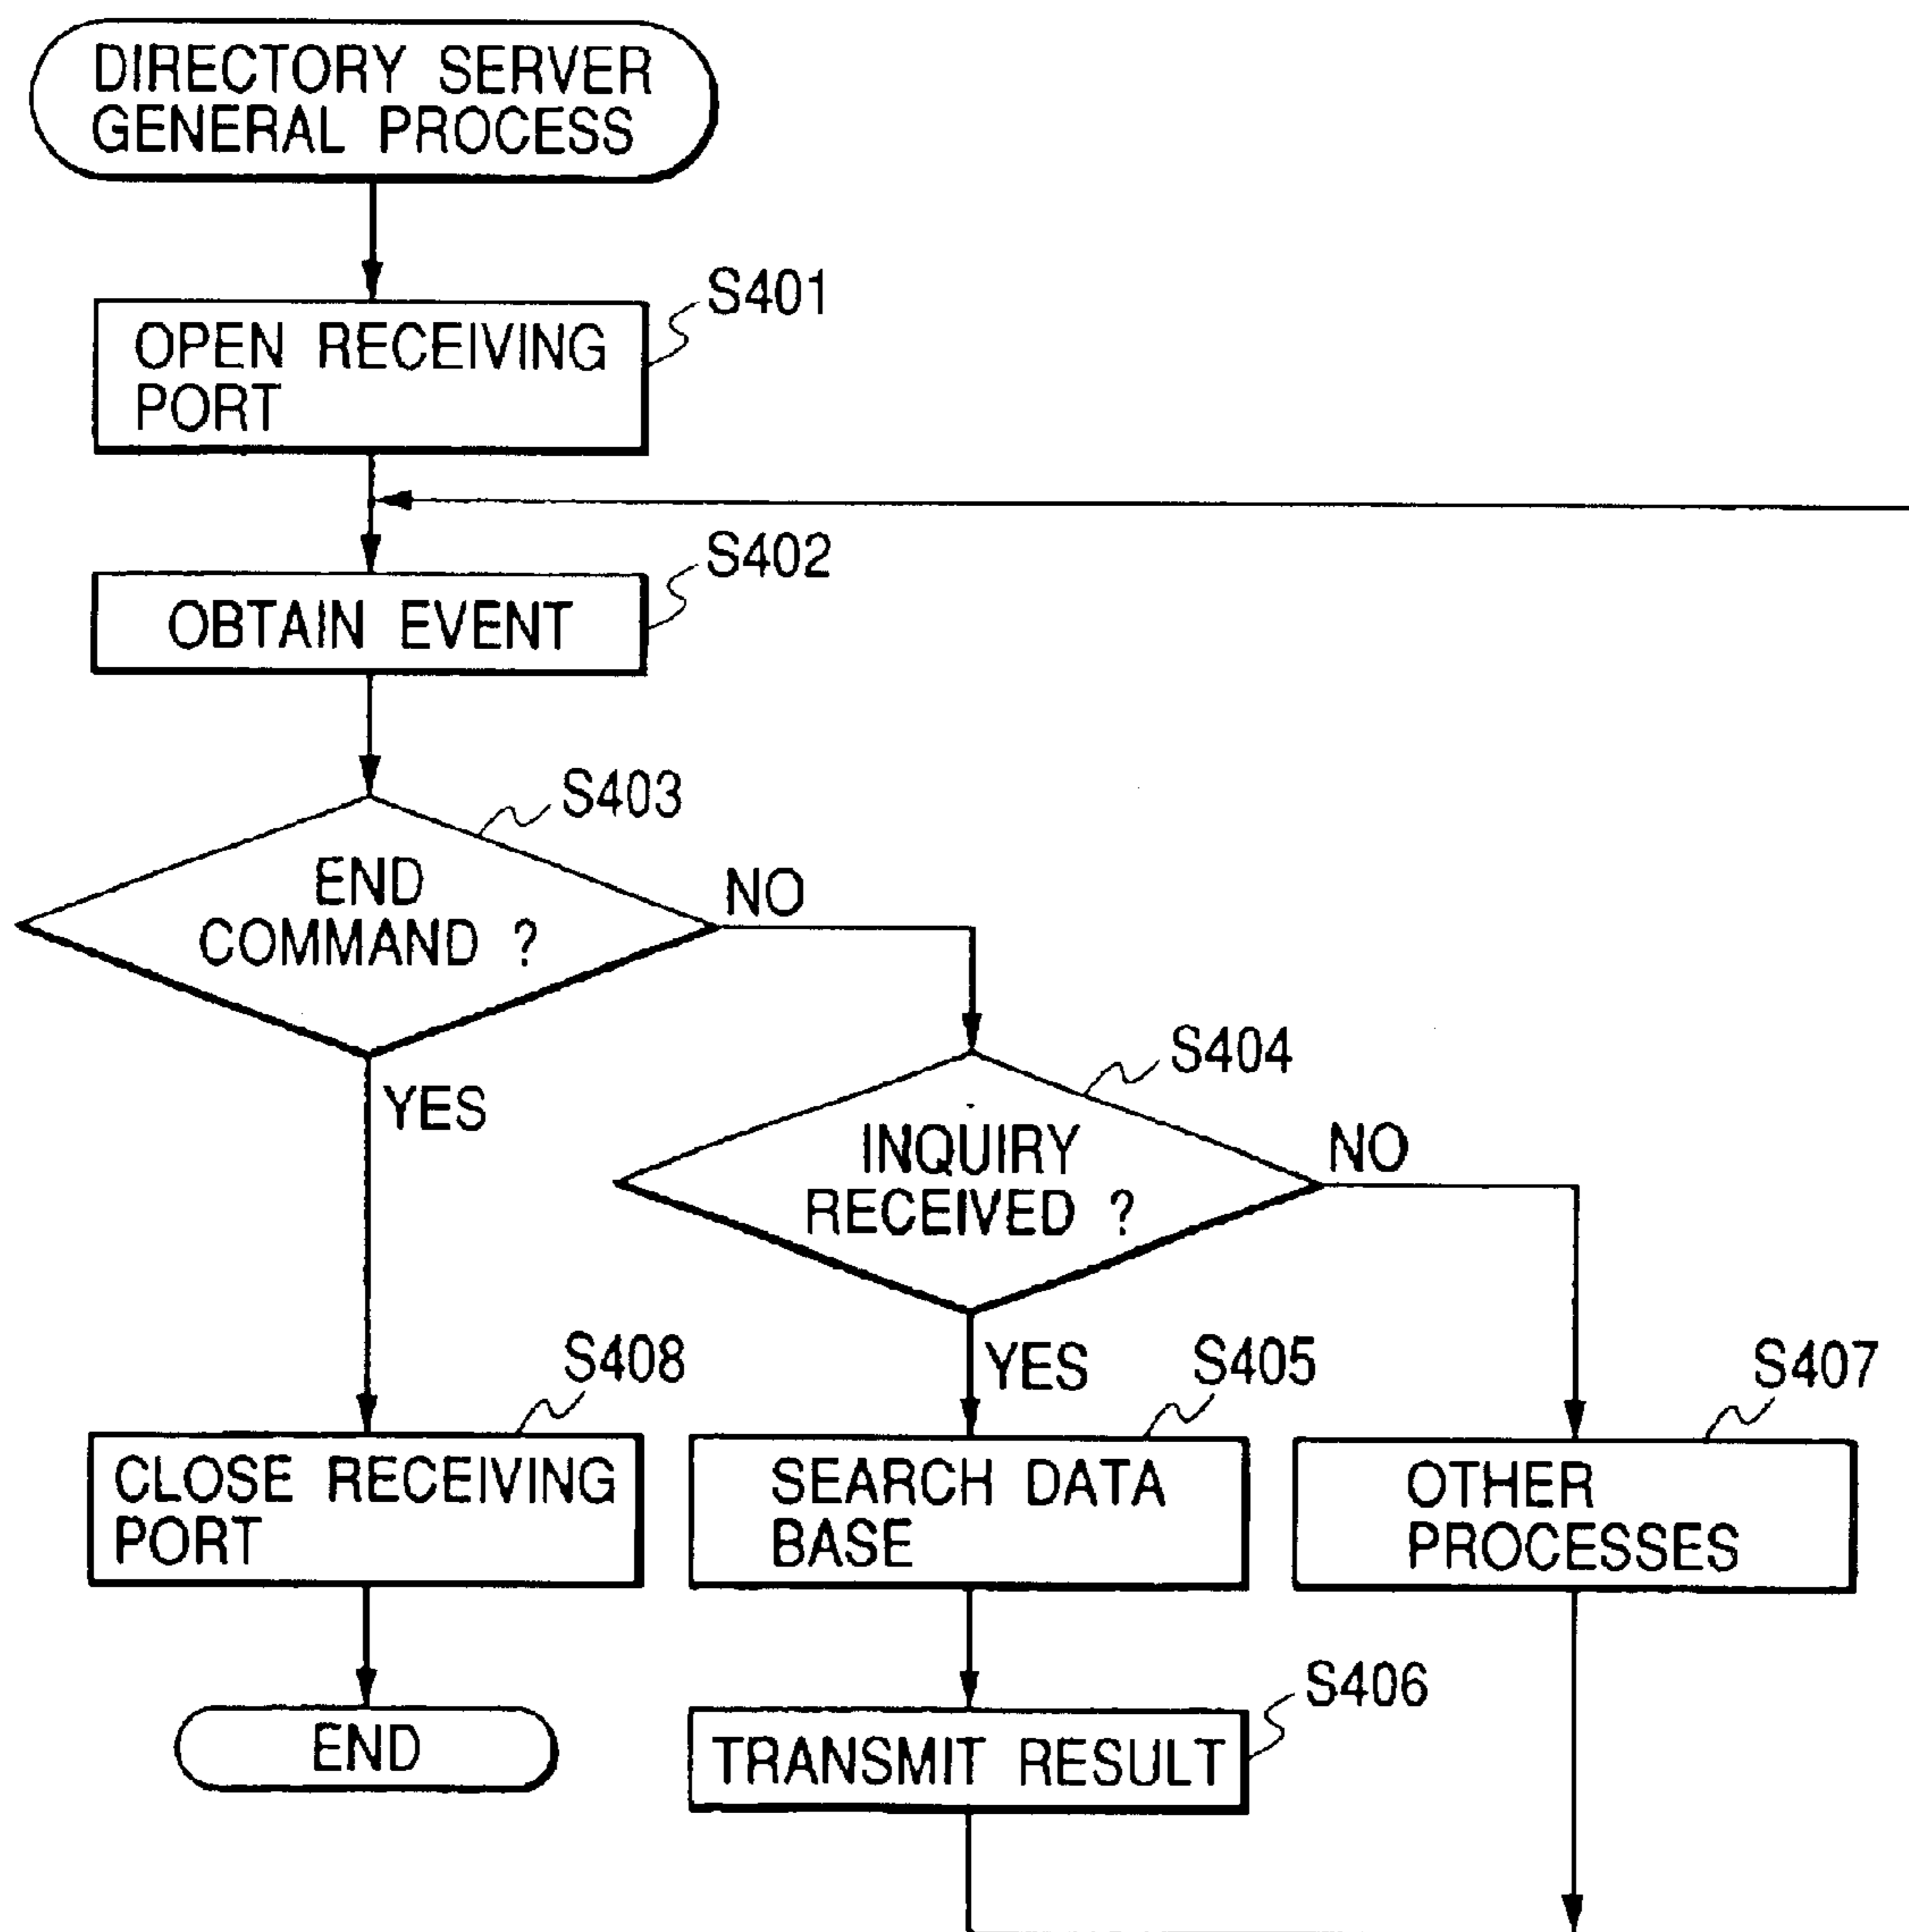 DIRECTORY SERVER
GENERAL PROCESS
S401
OPEN RECEIVING
PORT
S402
OBTAIN EVENT
S403
END
COMMAND ?
NO
YES
S404
INQUIRY
RECEIVED ?
NO
YES
S408
CLOSE RECEIVING
PORT
S405
SEARCH DATA
BASE
S407
OTHER
PROCESSES
END
S406
TRANSMIT RESULT